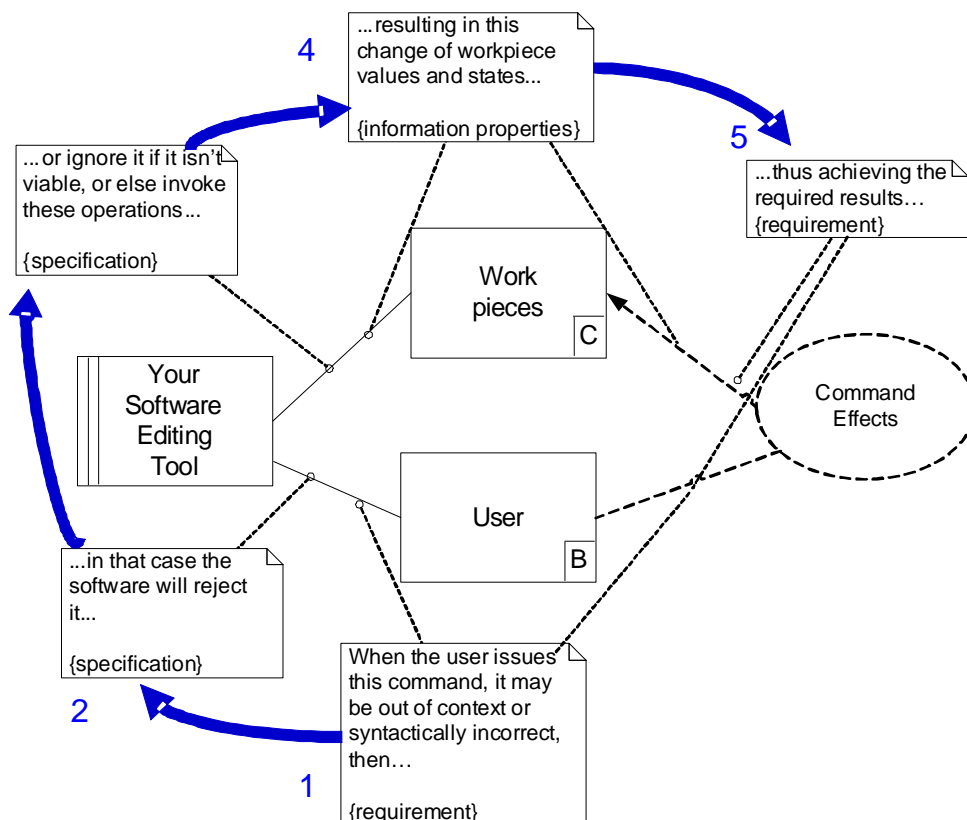 4
...resulting in this
change of workpiece
values and states...
{information properties}
5
...thus achieving the
required results…
{requirement}
...or ignore it if it isn't
viable, or else invoke
these operations...
{specification}
Work
pieces
C
Your
Software
Editing
Tool
Command
Effects
User
B
...in that case the
software will reject
it...
{specification}
2
When the user issues
this command, it may
be out of context or
syntactically incorrect,
then…
{requirement}
1